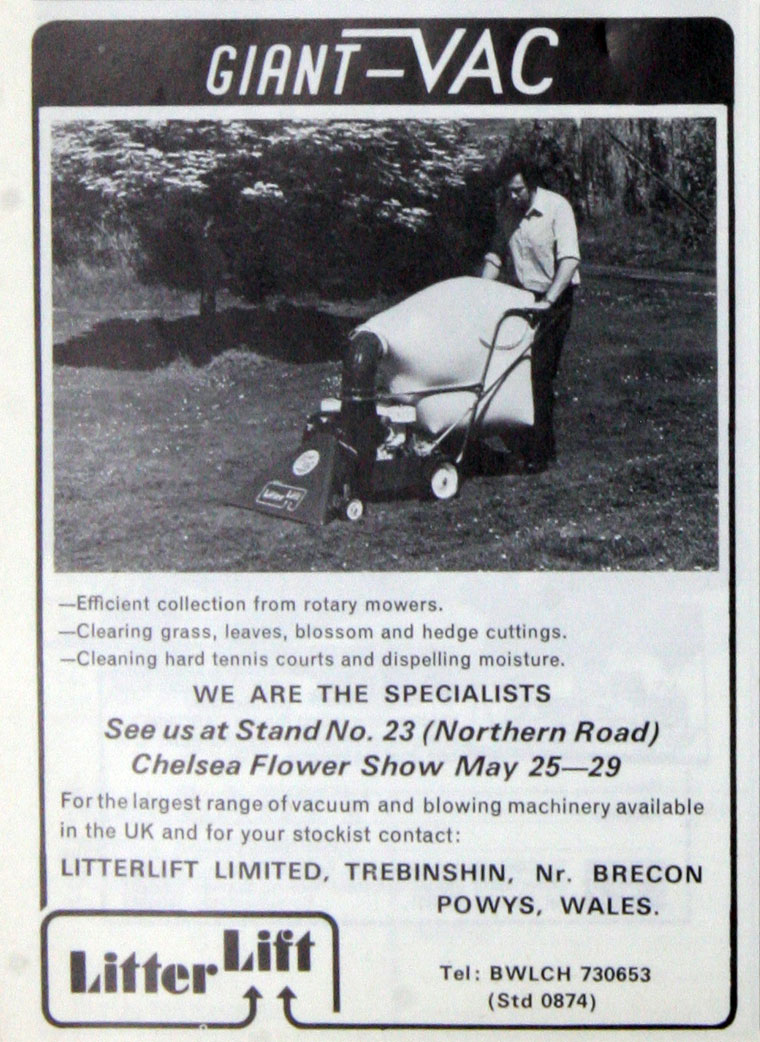 GIANT-VAC
Litter Lift
—Efficient collection from rotary mowers.
—Clearing grass, leaves, blossom and hedge cuttings.
—Cleaning hard tennis courts and dispelling moisture.
WE ARE THE SPECIALISTS
See us at Stand No. 23 (Northern Road)
Chelsea Flower Show May 25—29
For the largest range of vacuum and blowing machinery available
in the UK and for your stockist contact:
LITTERLIFT LIMITED, TREBINSHIN, Nr. BRECON
POWYS, WALES.
Litter Lift
Tel: BWLCH 730653
(Std 0874)